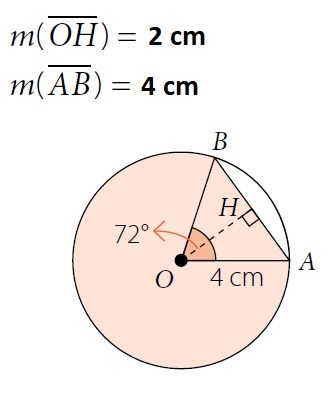 m(OH) = 2 cm
m(AB) = 4 cm
B
H
72°
A
O
4 cm